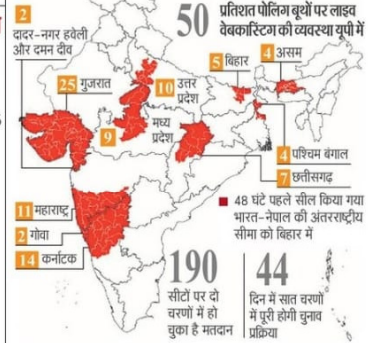 2
दादर-नगर हवेली
और दमन दीव
50 प्रतिशत पोलिंग बूथों पर लाइव
वेबकास्टिंग की व्यवस्था यूपी में
25 गुजरात
10 उत्तर
प्रदेश
5 बिहार
4 असम
9 मध्य
प्रदेश
4 पश्चिम बंगाल
7 छत्तीसगढ़
11 महाराष्ट्र
2 गोवा
14 कर्नाटक
48 घंटे पहले सील किया गया
भारत-नेपाल की अंतरराष्ट्रीय
सीमा को बिहार में
190
सीटों पर दो
चरणों में हो
चुका है मतदान
44
दिन में सात चरणों
में पूरी होगी चुनाव
प्रक्रिया